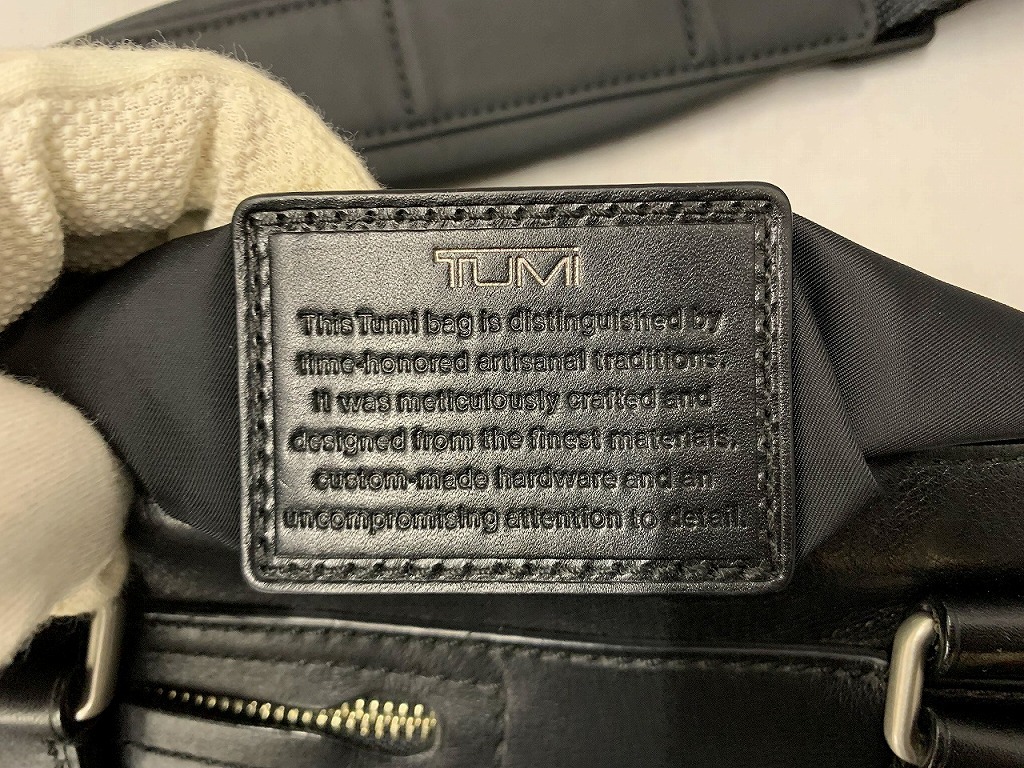 TUMI
This Tumi bag is distinguished by
time-honored artisanal traditions.
It was meticulously crafted and
designed from the finest materials,
custom-made hardware and an
uncompromising attention to detail.